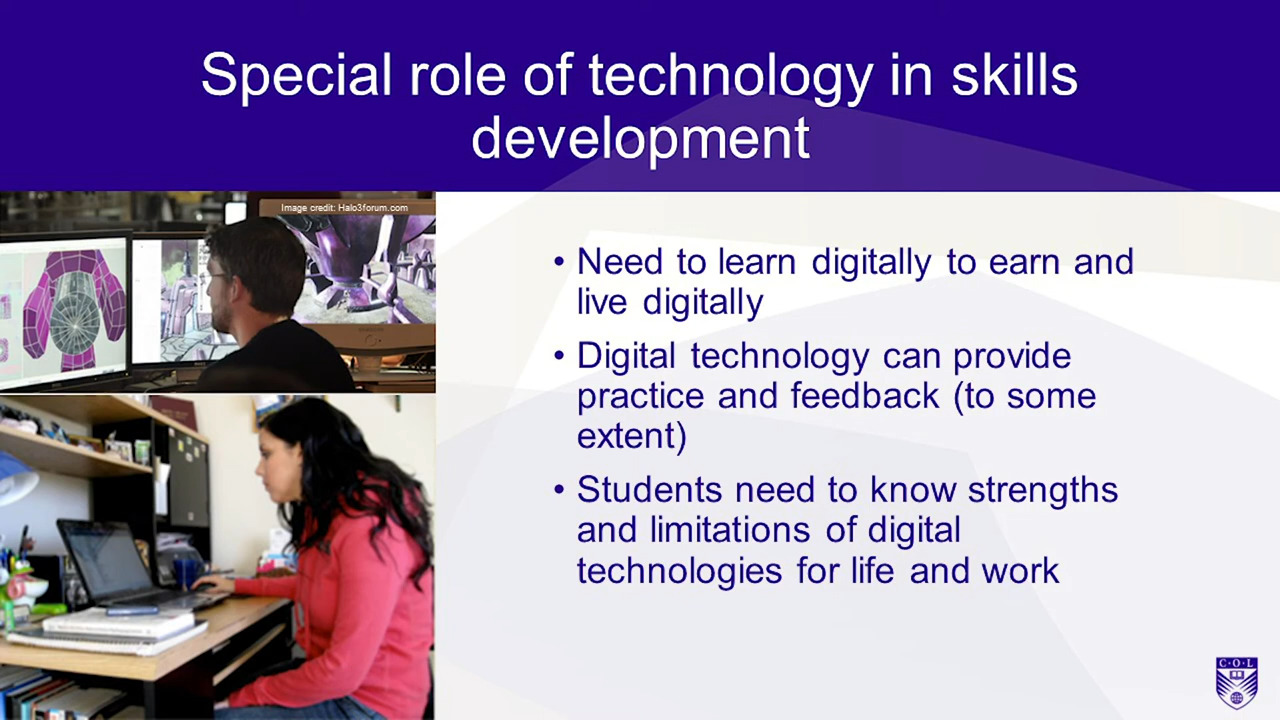 Special role of technology in skills
development
Image credit: Halo3forum.com
• Need to learn digitally to earn and
live digitally
• Digital technology can provide
practice and feedback (to some
extent)
• Students need to know strengths
and limitations of digital
technologies for life and work
C·O·L